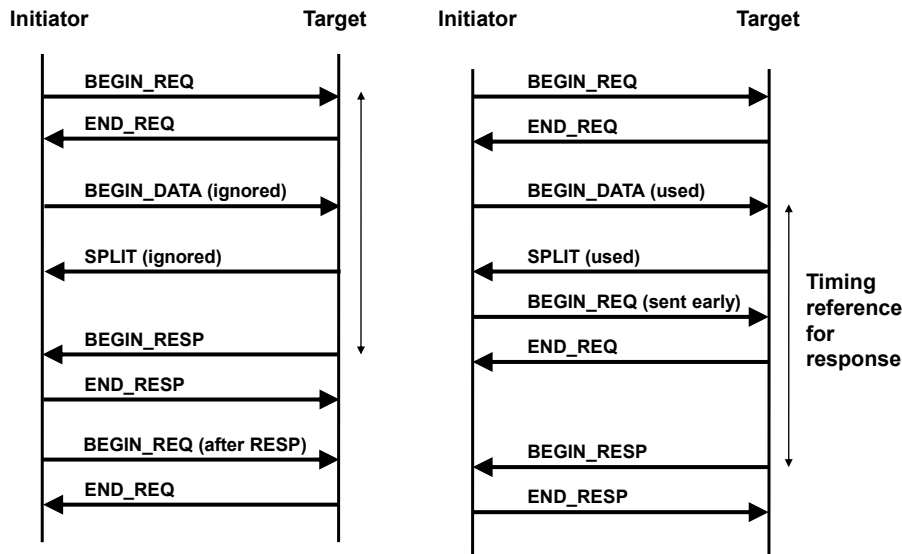 Initiator
Target
BEGIN_REQ
END_REQ
BEGIN_DATA (ignored)
SPLIT (ignored)
BEGIN_RESP
END_RESP
BEGIN_REQ (after RESP)
END_REQ
Initiator
Target
BEGIN_REQ
END_REQ
BEGIN_DATA (used)
SPLIT (used)
BEGIN_REQ (sent early)
END_REQ
BEGIN_RESP
END_RESP
Timing
reference
for
response